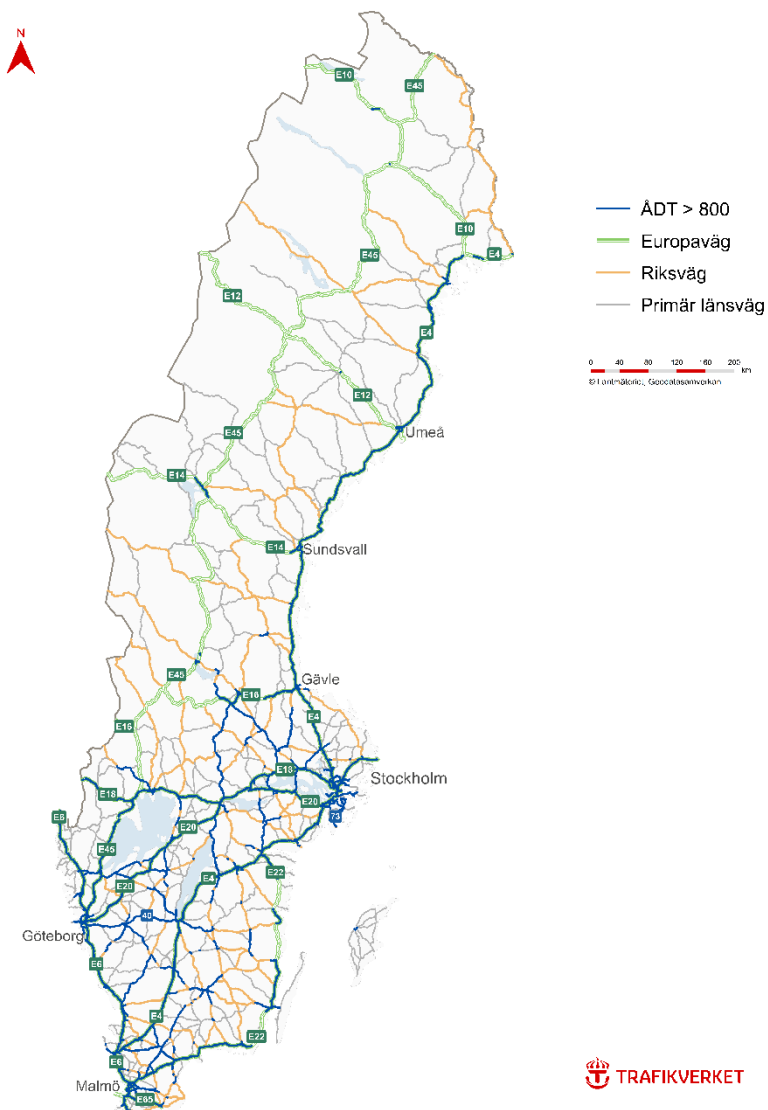 N
E10
E45
ÅDT > 800
Europaväg
Riksväg
Primär länsväg
E10
E4
E45
E12
E4
0 40 80 120 160 200
km
E12
Umeå
E45
E14
E14
Sundsvall
E45
Gävle
E16
E4
E16
E18
Stockholm
E18
E20
73
E6
E20
E45
E22
E4
E20
40
Göteborg
E6
E4
E22
E6
Malmö
E65
TRAFIKVERKET